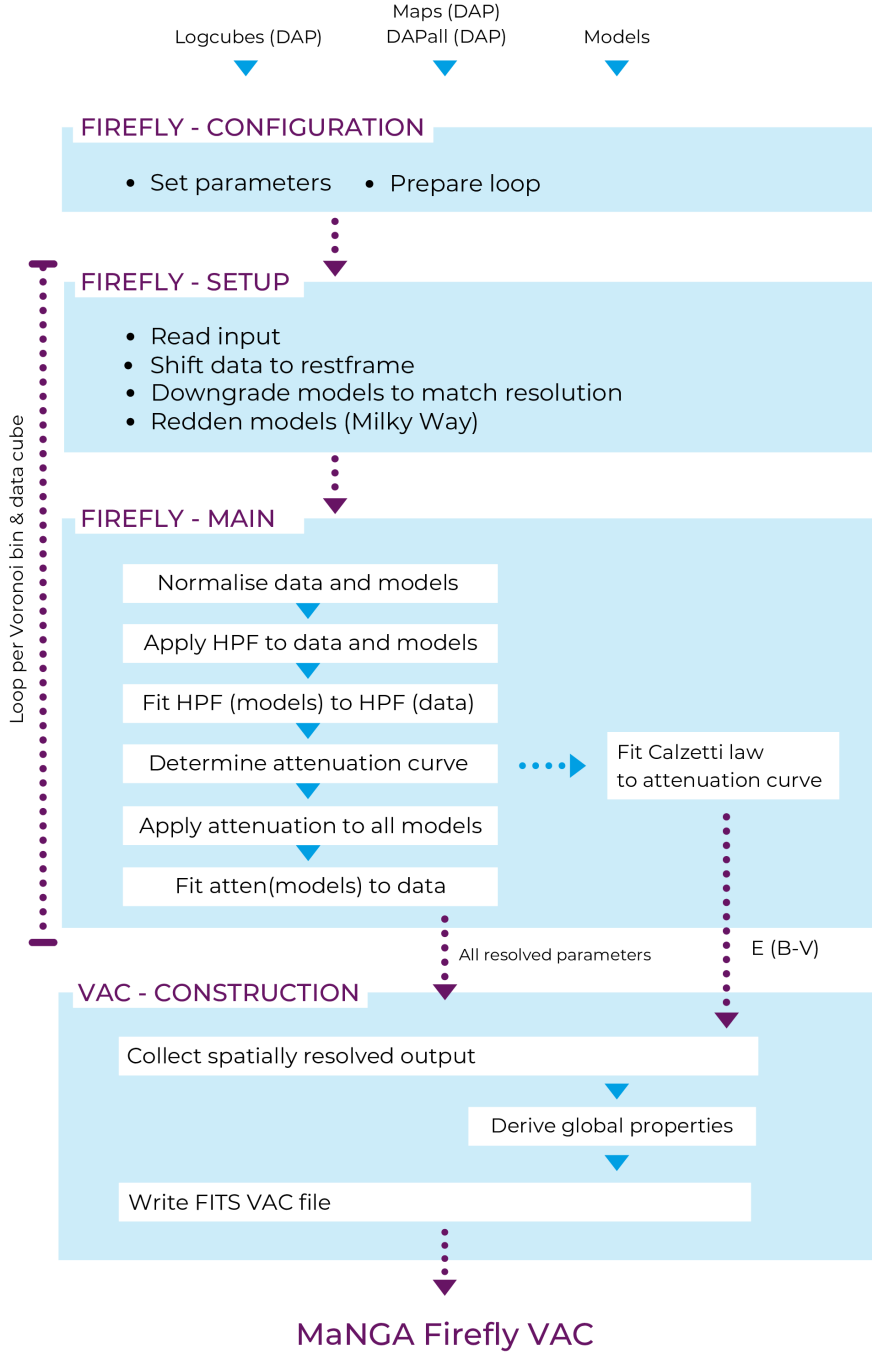 Maps (DAP)
Logcubes (DAP) DAPall (DAP) Models
FIREFLY - CONFIGURATION
• Set parameters • Prepare loop
FIREFLY - SETUP
• Read input
• Shift data to restframe
• Downgrade models to match resolution
• Redden models (Milky Way)
Loop per Voronoi bin & data cube
FIREFLY - MAIN
Normalise data and models
Apply HPF to data and models
Fit HPF (models) to HPF (data)
Determine attenuation curve
Fit Calzetti law
to attenuation curve
Apply attenuation to all models
Fit atten(models) to data
All resolved parameters
E (B-V)
VAC - CONSTRUCTION
Collect spatially resolved output
Derive global properties
Write FITS VAC file
MaNGA Firefly VAC